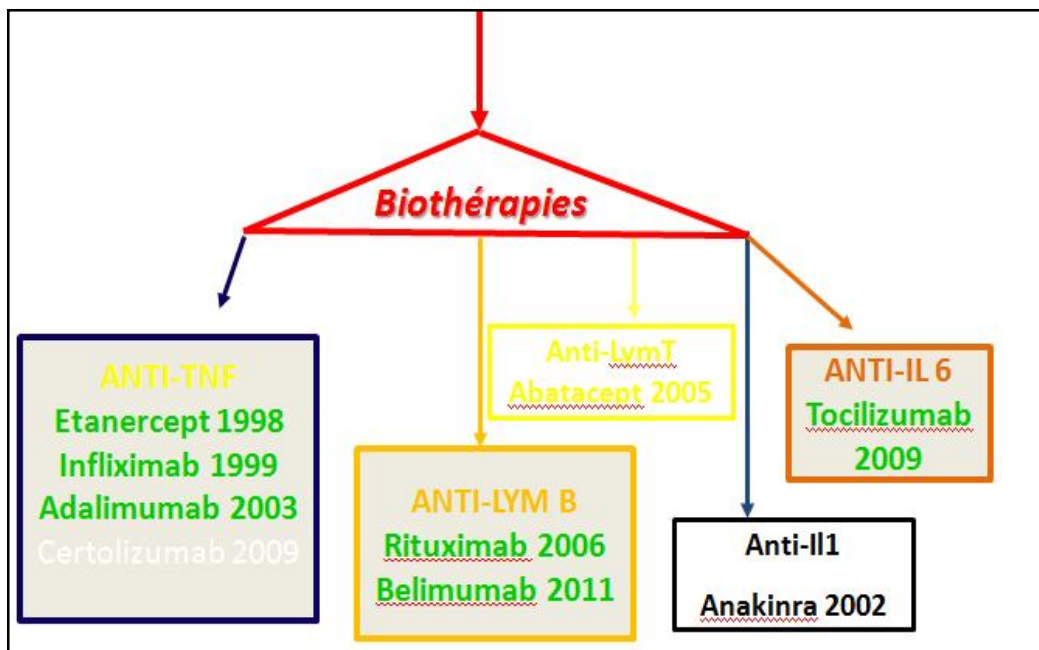 Biothérapies
ANTI-TNF
Etanercept 1998
Infliximab 1999
Adalimumab 2003
Certolizumab 2009
ANTI-LYM B
Rituximab 2006
Belimumab 2011
Anti-LymT
Abatacept 2005
Anti-Il1
Anakinra 2002
ANTI-IL 6
Tocilizumab
2009